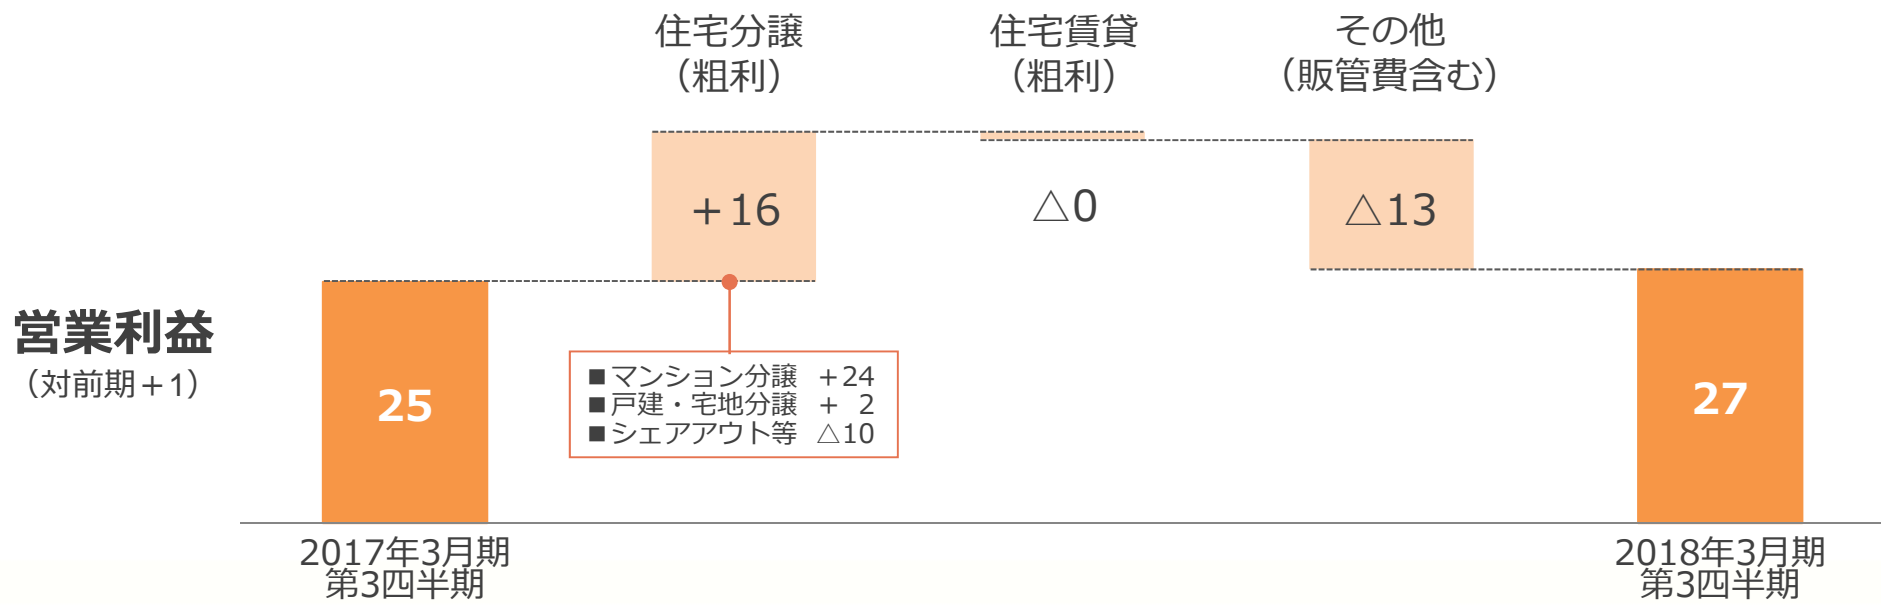 住宅分譲
（粗利）
住宅賃貸
（粗利）
その他
（販管費含む）
＋16
△0
△13
営業利益
（対前期＋1）
25
■マンション分譲 ＋24
■戸建・宅地分譲 ＋ 2
■シェアアウト等 △10
27
2017年3月期
第3四半期
2018年3月期
第3四半期